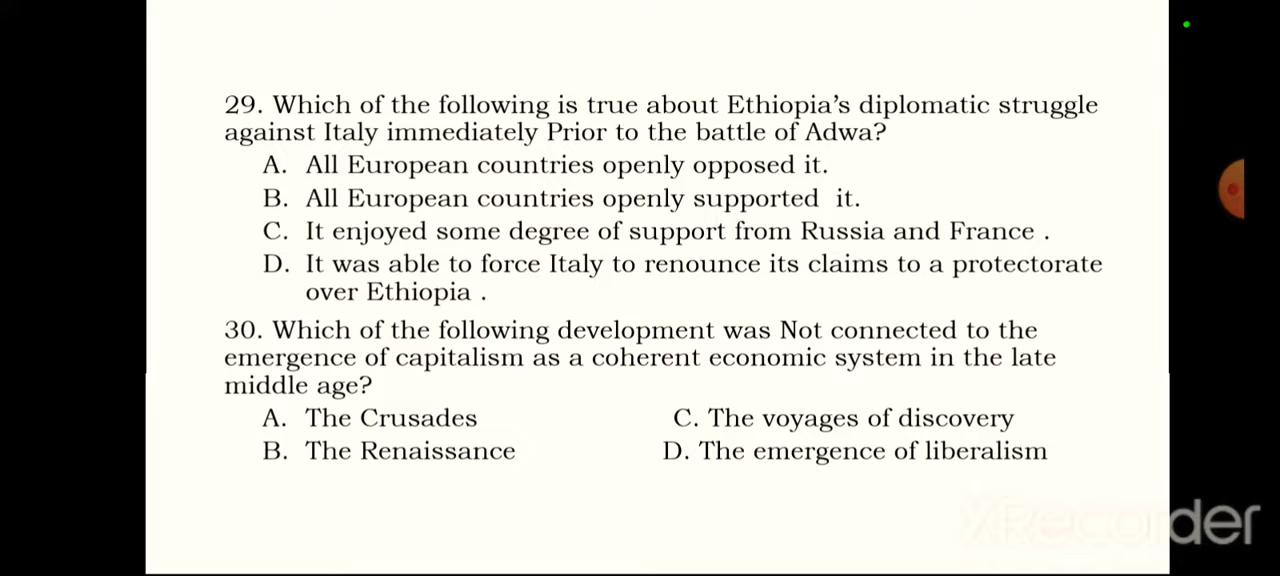 29. Which of the following is true about Ethiopia’s diplomatic struggle
against Italy immediately Prior to the battle of Adwa?
A. All European countries openly opposed it.
B. All European countries openly supported it.
C. It enjoyed some degree of support from Russia and France .
D. It was able to force Italy to renounce its claims to a protectorate
over Ethiopia .
30. Which of the following development was Not connected to the
emergence of capitalism as a coherent economic system in the late
middle age?
A. The Crusades
C. The voyages of discovery
B. The Renaissance
D. The emergence of liberalism
XRecorder